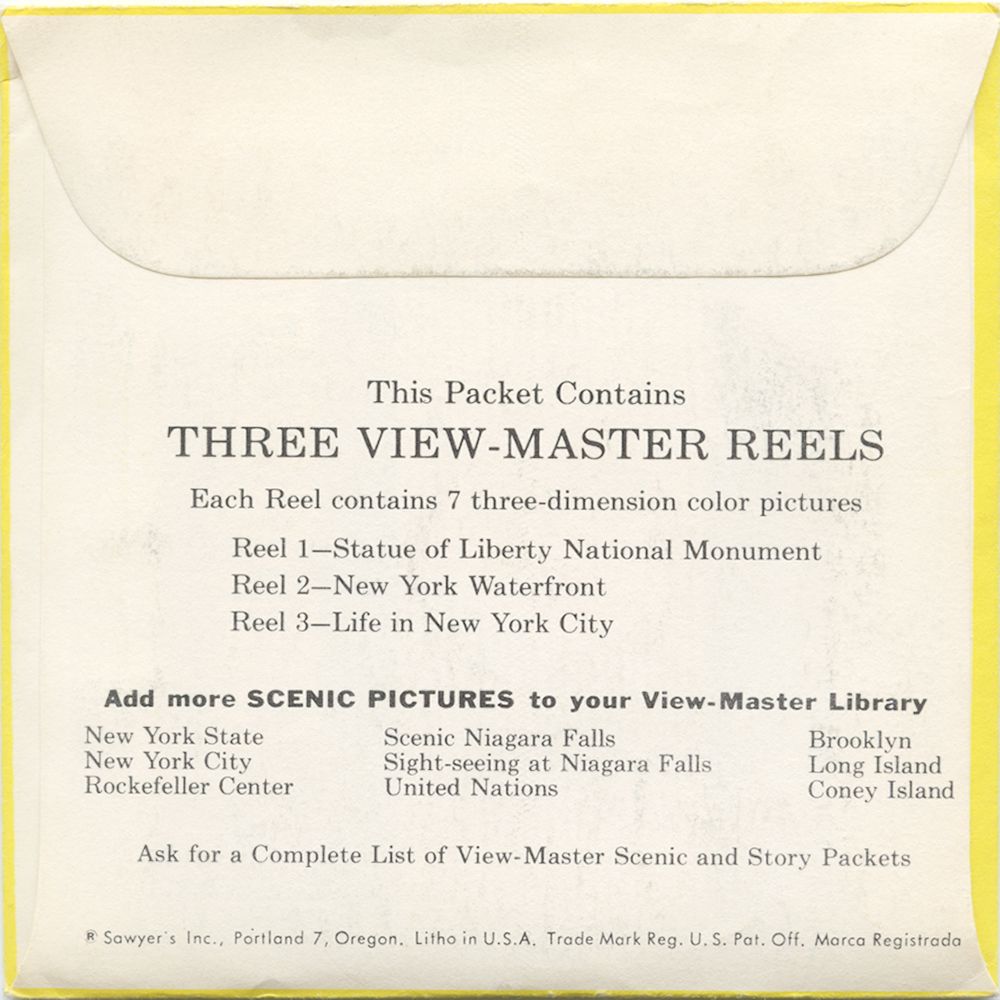 This Packet Contains
THREE VIEW-MASTER REELS
Each Reel contains 7 three-dimension color pictures
Reel 1—Statue of Liberty National Monument
Reel 2—New York Waterfront
Reel 3—Life in New York City
Add more SCENIC PICTURES to your View-Master Library
New York State
New York City
Rockefeller Center
Scenic Niagara Falls
Sight-seeing at Niagara Falls
United Nations
Brooklyn
Long Island
Coney Island
Ask for a Complete List of View-Master Scenic and Story Packets
® Sawyer's Inc., Portland 7, Oregon. Litho in U.S.A. Trade Mark Reg. U.S. Pat. Off. Marca Registrada